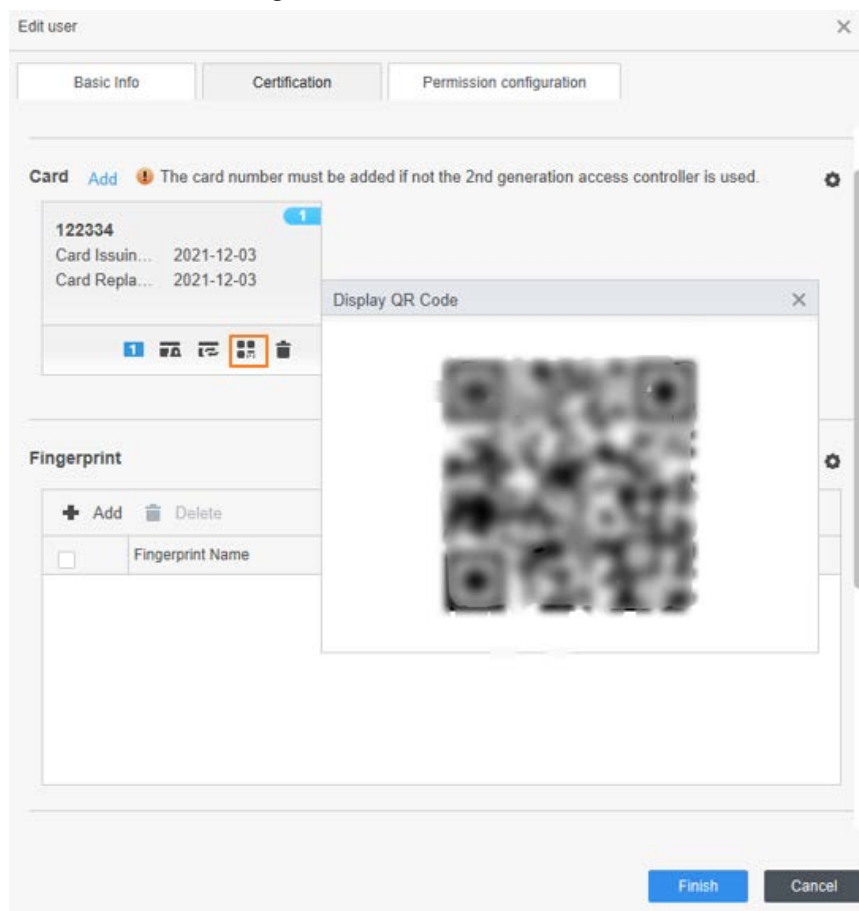 Edit user
Basic Info Certification Permission configuration
Card Add The card number must be added if not the 2nd generation access controller is used.
1
122334
Card Issuin... 2021-12-03
Card Repla... 2021-12-03
Display QR Code
1
Fingerprint
Add Delete
Fingerprint Name
Finish Cancel